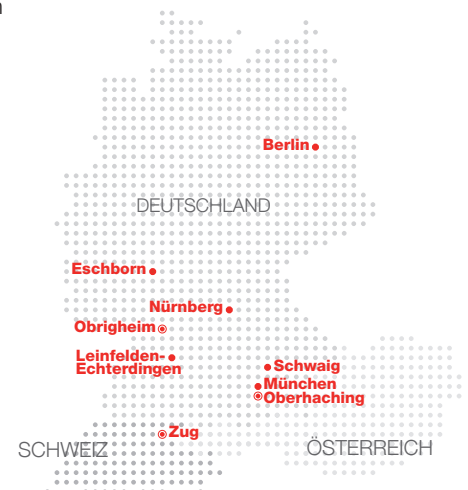 n
Berlin
DEUTSCHLAND
Eschborn
Nürnberg
Obrigheim
Leinfelden-
Echterdingen
Schwaig
München
Oberhaching
Zug
SCHWEIZ
ÖSTERREICH